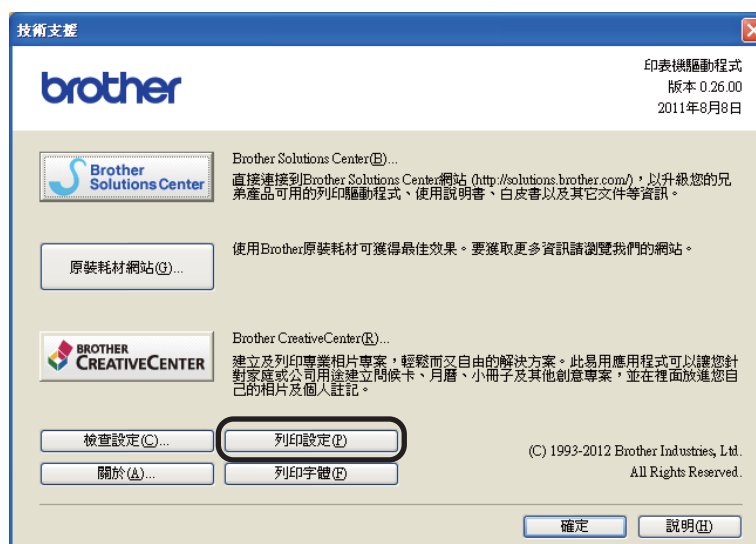 技術支援
brother
印表機驅動程式
版本 0.26.00
2011年8月8日
Brother
Solutions Center
Brother Solutions Center(B)...
直接連接到Brother Solutions Center網站 (http://solutions.brother.com/)，以升級您的兄
弟產品可用的列印驅動程式、使用說明書、白皮書以及其它文件等資訊。
原裝耗材網站(G)...
使用Brother原裝耗材可獲得最佳效果。要獲取更多資訊請瀏覽我們的網站。
BROTHER
CREATIVECENTER
Brother CreativeCenter(R)...
建立及列印專業相片專案，輕鬆而又自由的解決方案。此易用應用程式可以讓您針
對家庭或公司用途建立問候卡、月曆、小冊子及其他創意專案，並在裡面放進您自
己的相片及個人註記。
檢查設定(C)...
列印設定(P)
關於(A)...
列印字體(F)
(C) 1993-2012 Brother Industries, Ltd.
All Rights Reserved.
確定
說明(H)